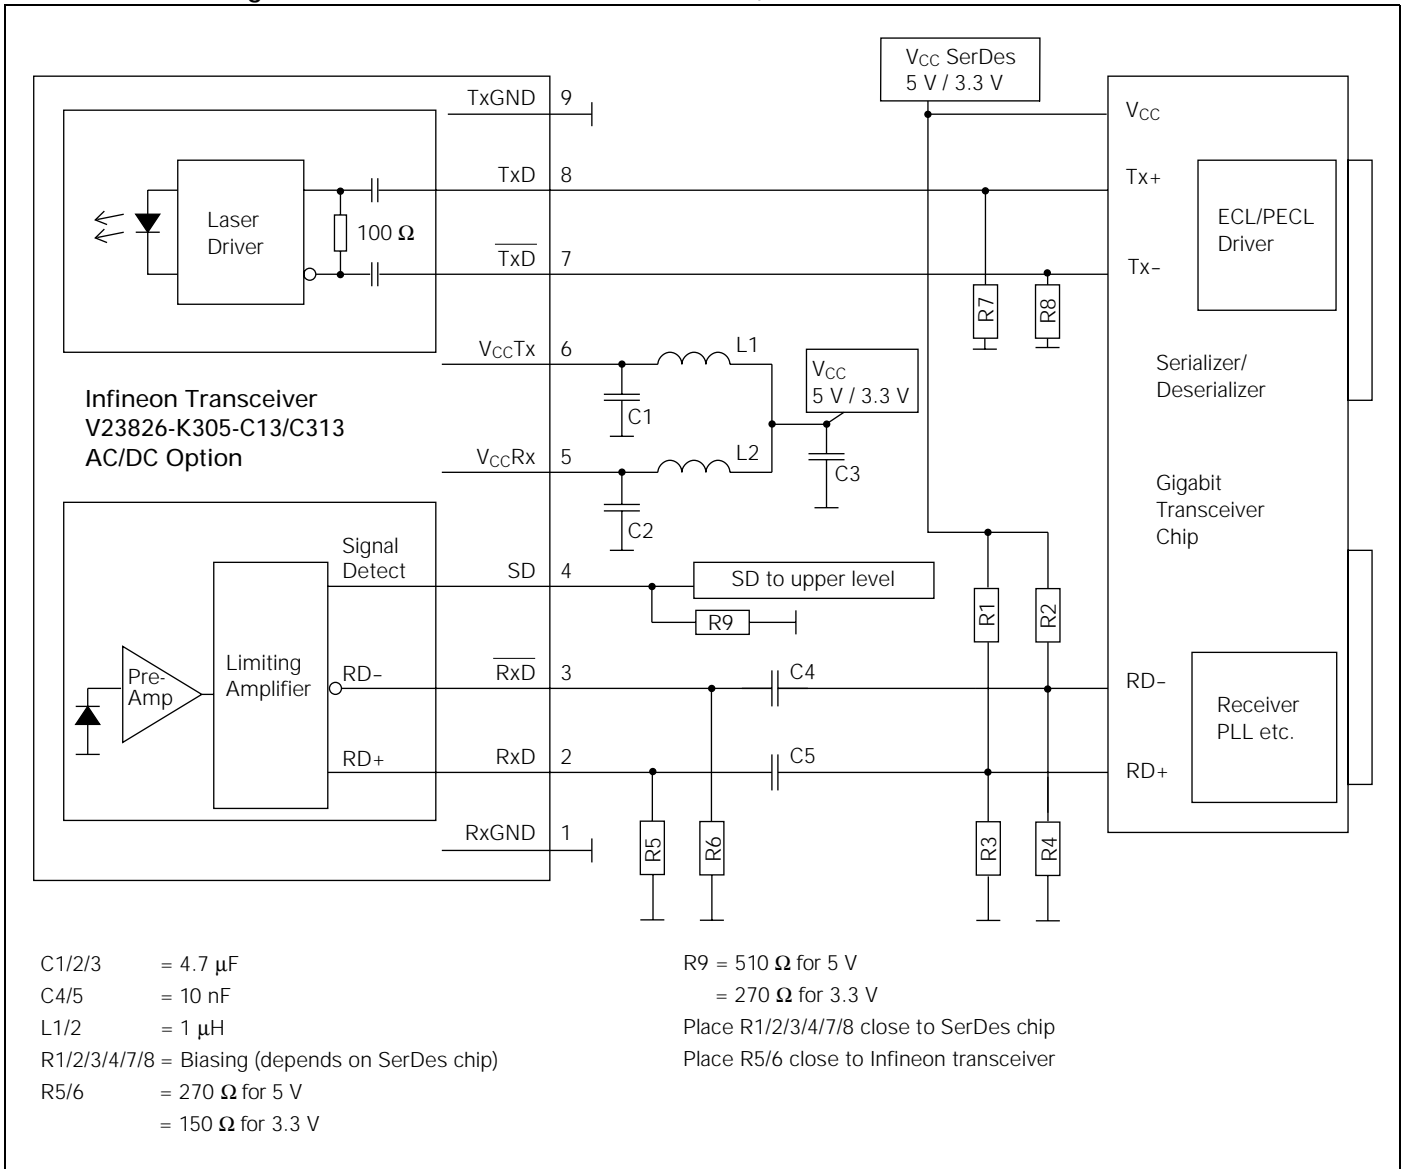 V_CC SerDes
5 V / 3.3 V
TxGND 9
V_CC
TxD 8
Tx+
Laser
Driver
100 Ω
ECL/PECL
Driver
T̅x̅D̅ 7
Tx–
R7
R8
V_CCTx 6
L1
V_CC
5 V / 3.3 V
Serializer/
Deserializer
C1
Infineon Transceiver
V23826-K305-C13/C313
AC/DC Option
V_CCRx 5
L2
C3
Gigabit
Transceiver
Chip
C2
Signal
Detect
SD 4
SD to upper level
R9
R1
R2
Pre-
Amp
Limiting
Amplifier
RD–
R̅x̅D̅ 3
C4
RD–
Receiver
PLL etc.
RD+
RxD 2
C5
RD+
RxGND 1
R5
R6
R3
R4
C1/2/3 = 4.7 μF
C4/5 = 10 nF
L1/2 = 1 μH
R1/2/3/4/7/8 = Biasing (depends on SerDes chip)
R5/6 = 270 Ω for 5 V
= 150 Ω for 3.3 V
R9 = 510 Ω for 5 V
= 270 Ω for 3.3 V
Place R1/2/3/4/7/8 close to SerDes chip
Place R5/6 close to Infineon transceiver